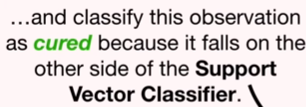 ...and classify this observation
as cured because it falls on the
other side of the Support
Vector Classifier.